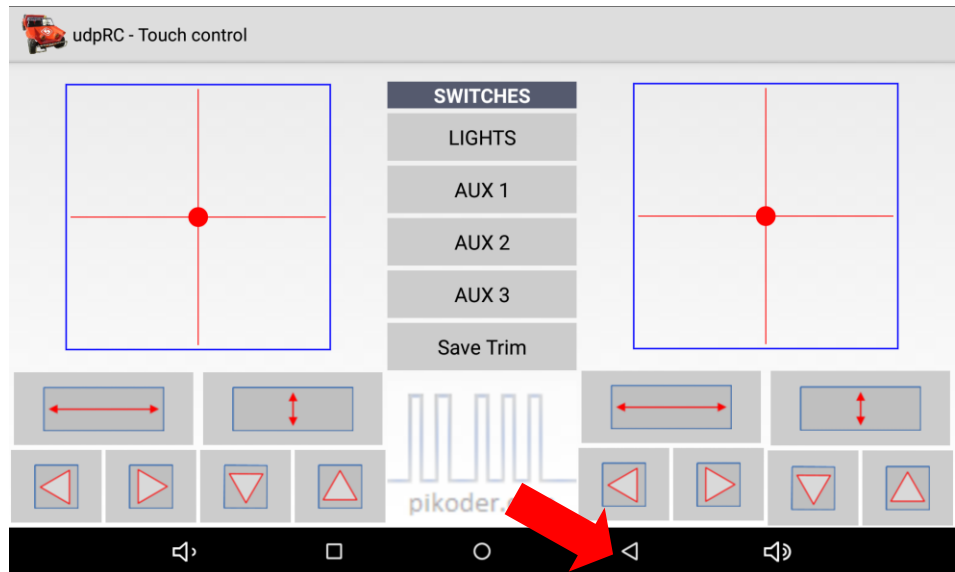 udpRC - Touch control
SWITCHES
LIGHTS
AUX 1
AUX 2
AUX 3
Save Trim